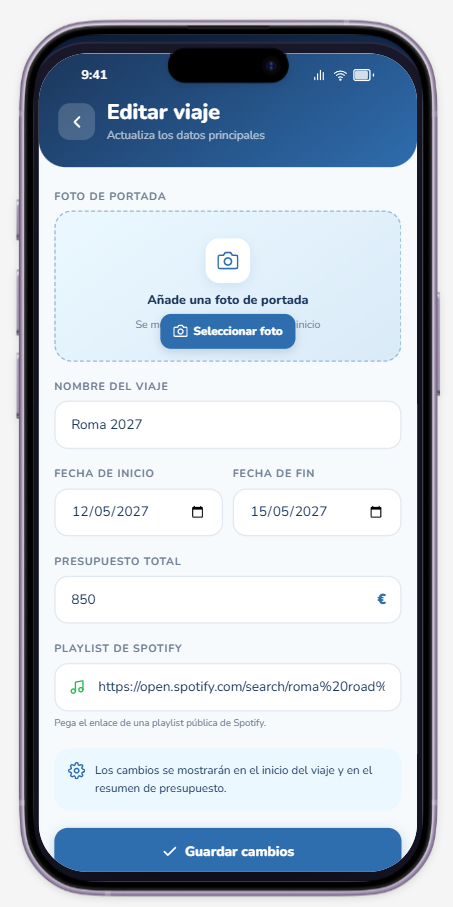 9:41
Editar viaje
Actualiza los datos principales
FOTO DE PORTADA
Añade una foto de portada
Se inicio
Seleccionar foto
NOMBRE DEL VIAJE
Roma 2027
FECHA DE INICIO FECHA DE FIN
12/05/2027 15/05/2027
PRESUPUESTO TOTAL
850 €
PLAYLIST DE SPOTIFY
https://open.spotify.com/search/roma%20road%
Pega el enlace de una playlist pública de Spotify.
Los cambios se mostrarán en el inicio del viaje y en el
resumen de presupuesto.
Guardar cambios